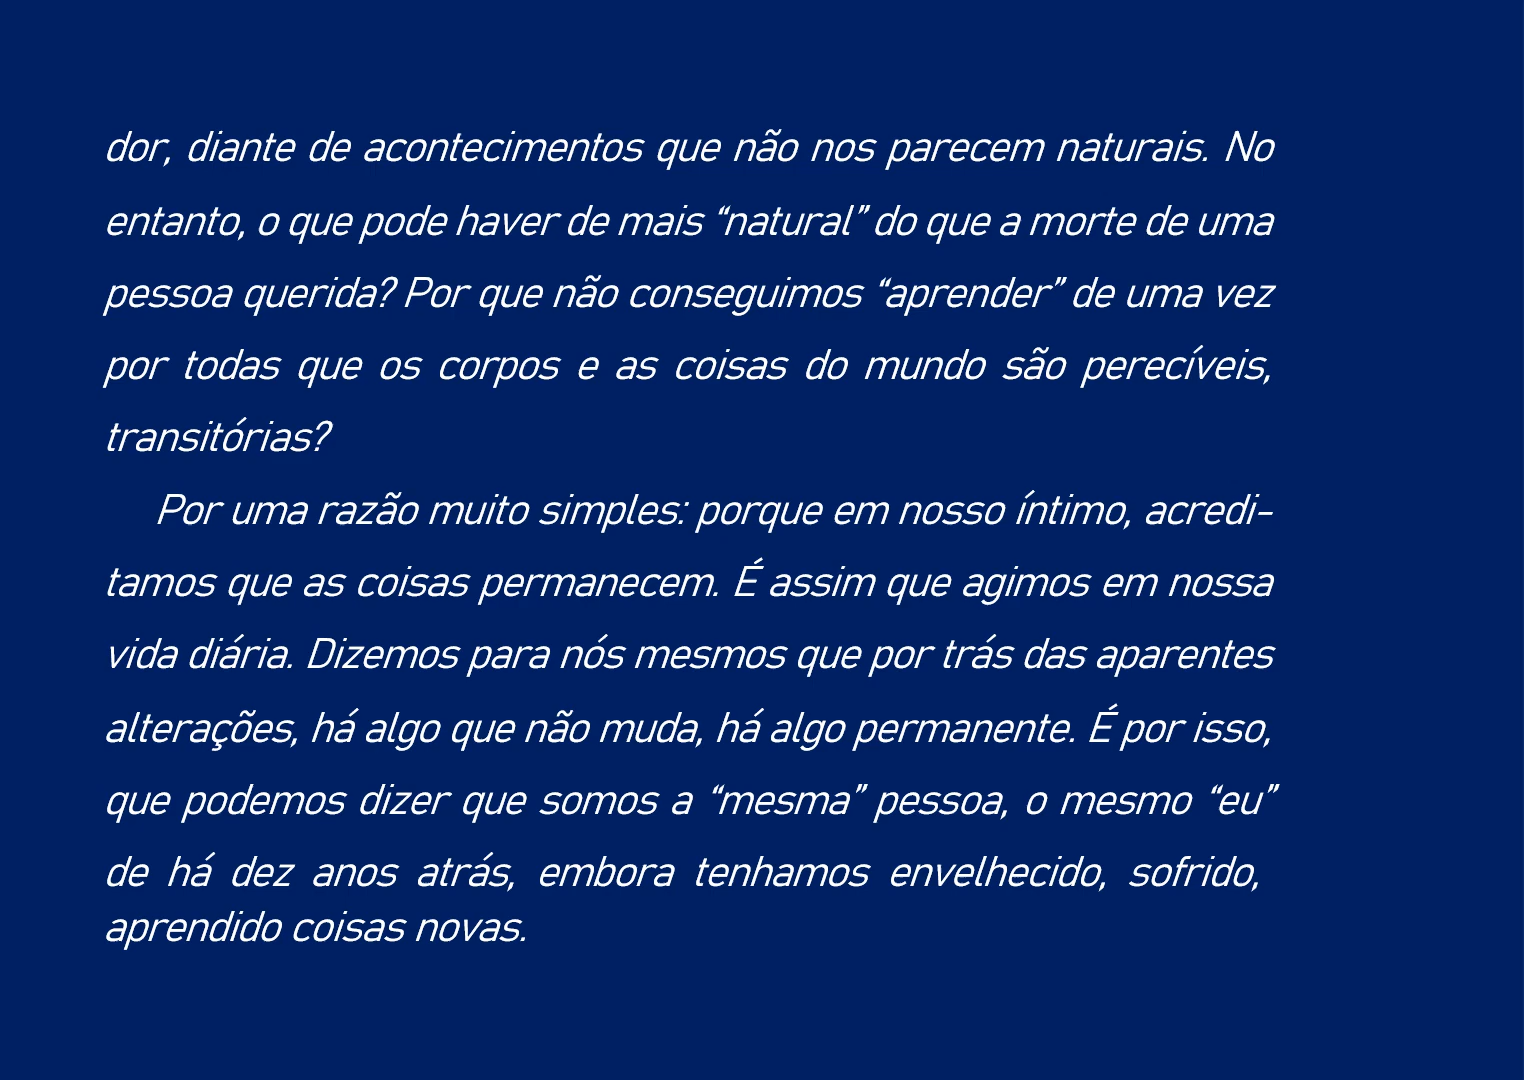 dor, diante de acontecimentos que não nos parecem naturais. No
entanto, o que pode haver de mais “natural” do que a morte de uma
pessoa querida? Por que não conseguimos “aprender” de uma vez
por todas que os corpos e as coisas do mundo são perecíveis,
transitórias?
Por uma razão muito simples: porque em nosso íntimo, acredi-
tamos que as coisas permanecem. É assim que agimos em nossa
vida diária. Dizemos para nós mesmos que por trás das aparentes
alterações, há algo que não muda, há algo permanente. É por isso,
que podemos dizer que somos a “mesma” pessoa, o mesmo “eu”
de há dez anos atrás, embora tenhamos envelhecido, sofrido,
aprendido coisas novas.